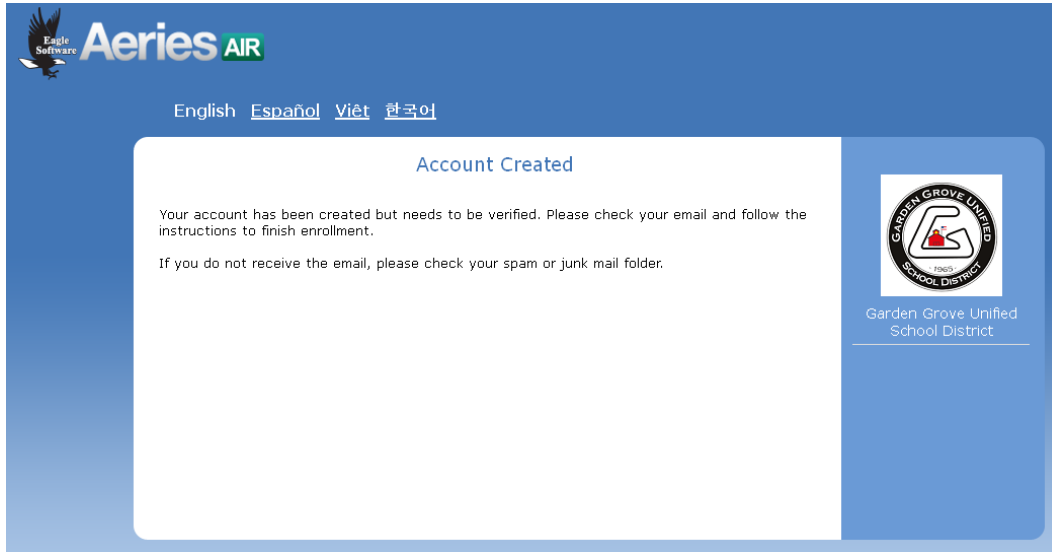 Eagle
Software
Aeries AIR
English Español Viêt 한국어
Account Created
Your account has been created but needs to be verified. Please check your email and follow the
instructions to finish enrollment.
If you do not receive the email, please check your spam or junk mail folder.
GARDEN GROVE UNIFIED
1965
SCHOOL DISTRICT
Garden Grove Unified
School District